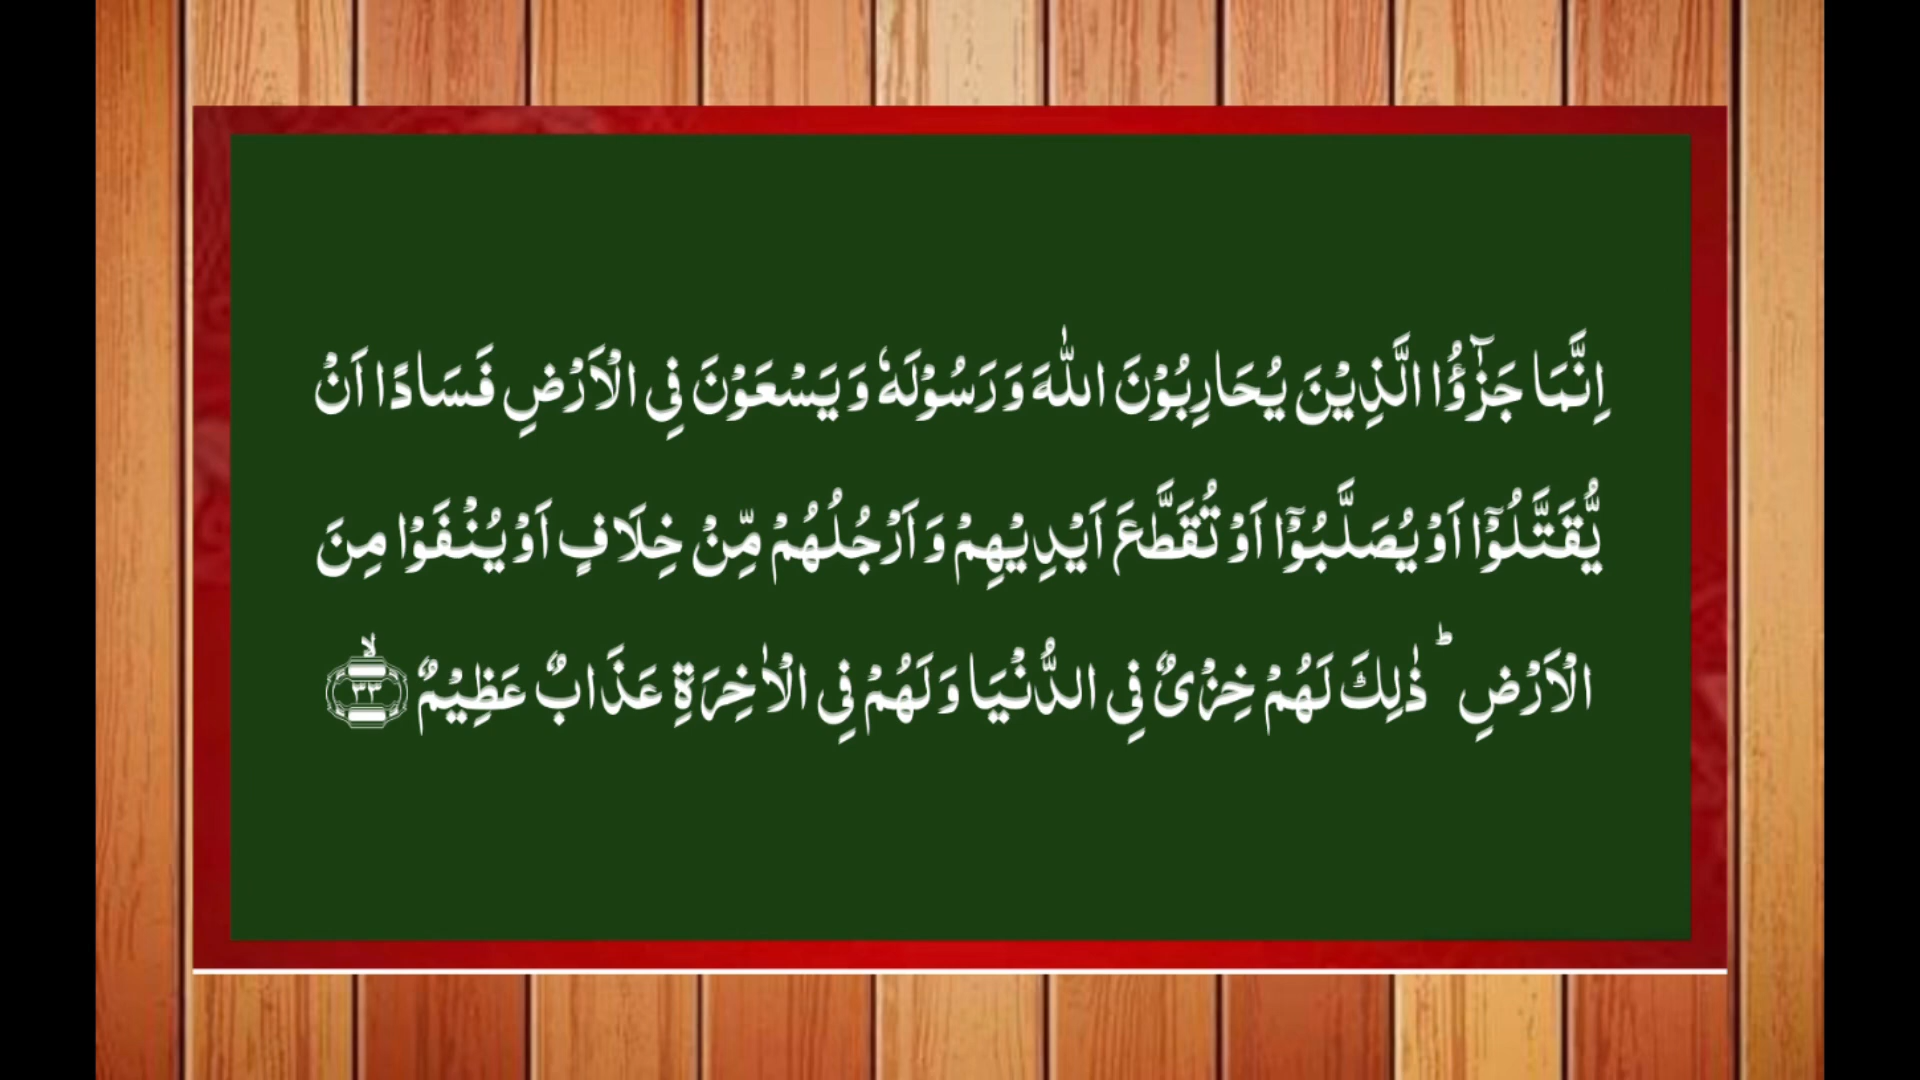 اِنَّمَا جَزٰٓؤُا الَّذِيۡنَ يُحَارِبُوۡنَ اللّٰهَ وَرَسُوۡلَهٗ وَيَسۡعَوۡنَ فِى الۡاَرۡضِ فَسَادًا اَنۡ
يُّقَتَّلُوۡۤا اَوۡ يُصَلَّبُوۡۤا اَوۡ تُقَطَّعَ اَيۡدِيۡهِمۡ وَاَرۡجُلُهُمۡ مِّنۡ خِلَافٍ اَوۡ يُنۡفَوۡا مِنَ
الۡاَرۡضِ‌ ؕ ذٰ لِكَ لَهُمۡ خِزۡىٌ فِى الدُّنۡيَا‌ وَلَهُمۡ فِى الۡاٰخِرَةِ عَذَابٌ عَظِيۡمٌ ۙ‏ ﴿۳۳﴾